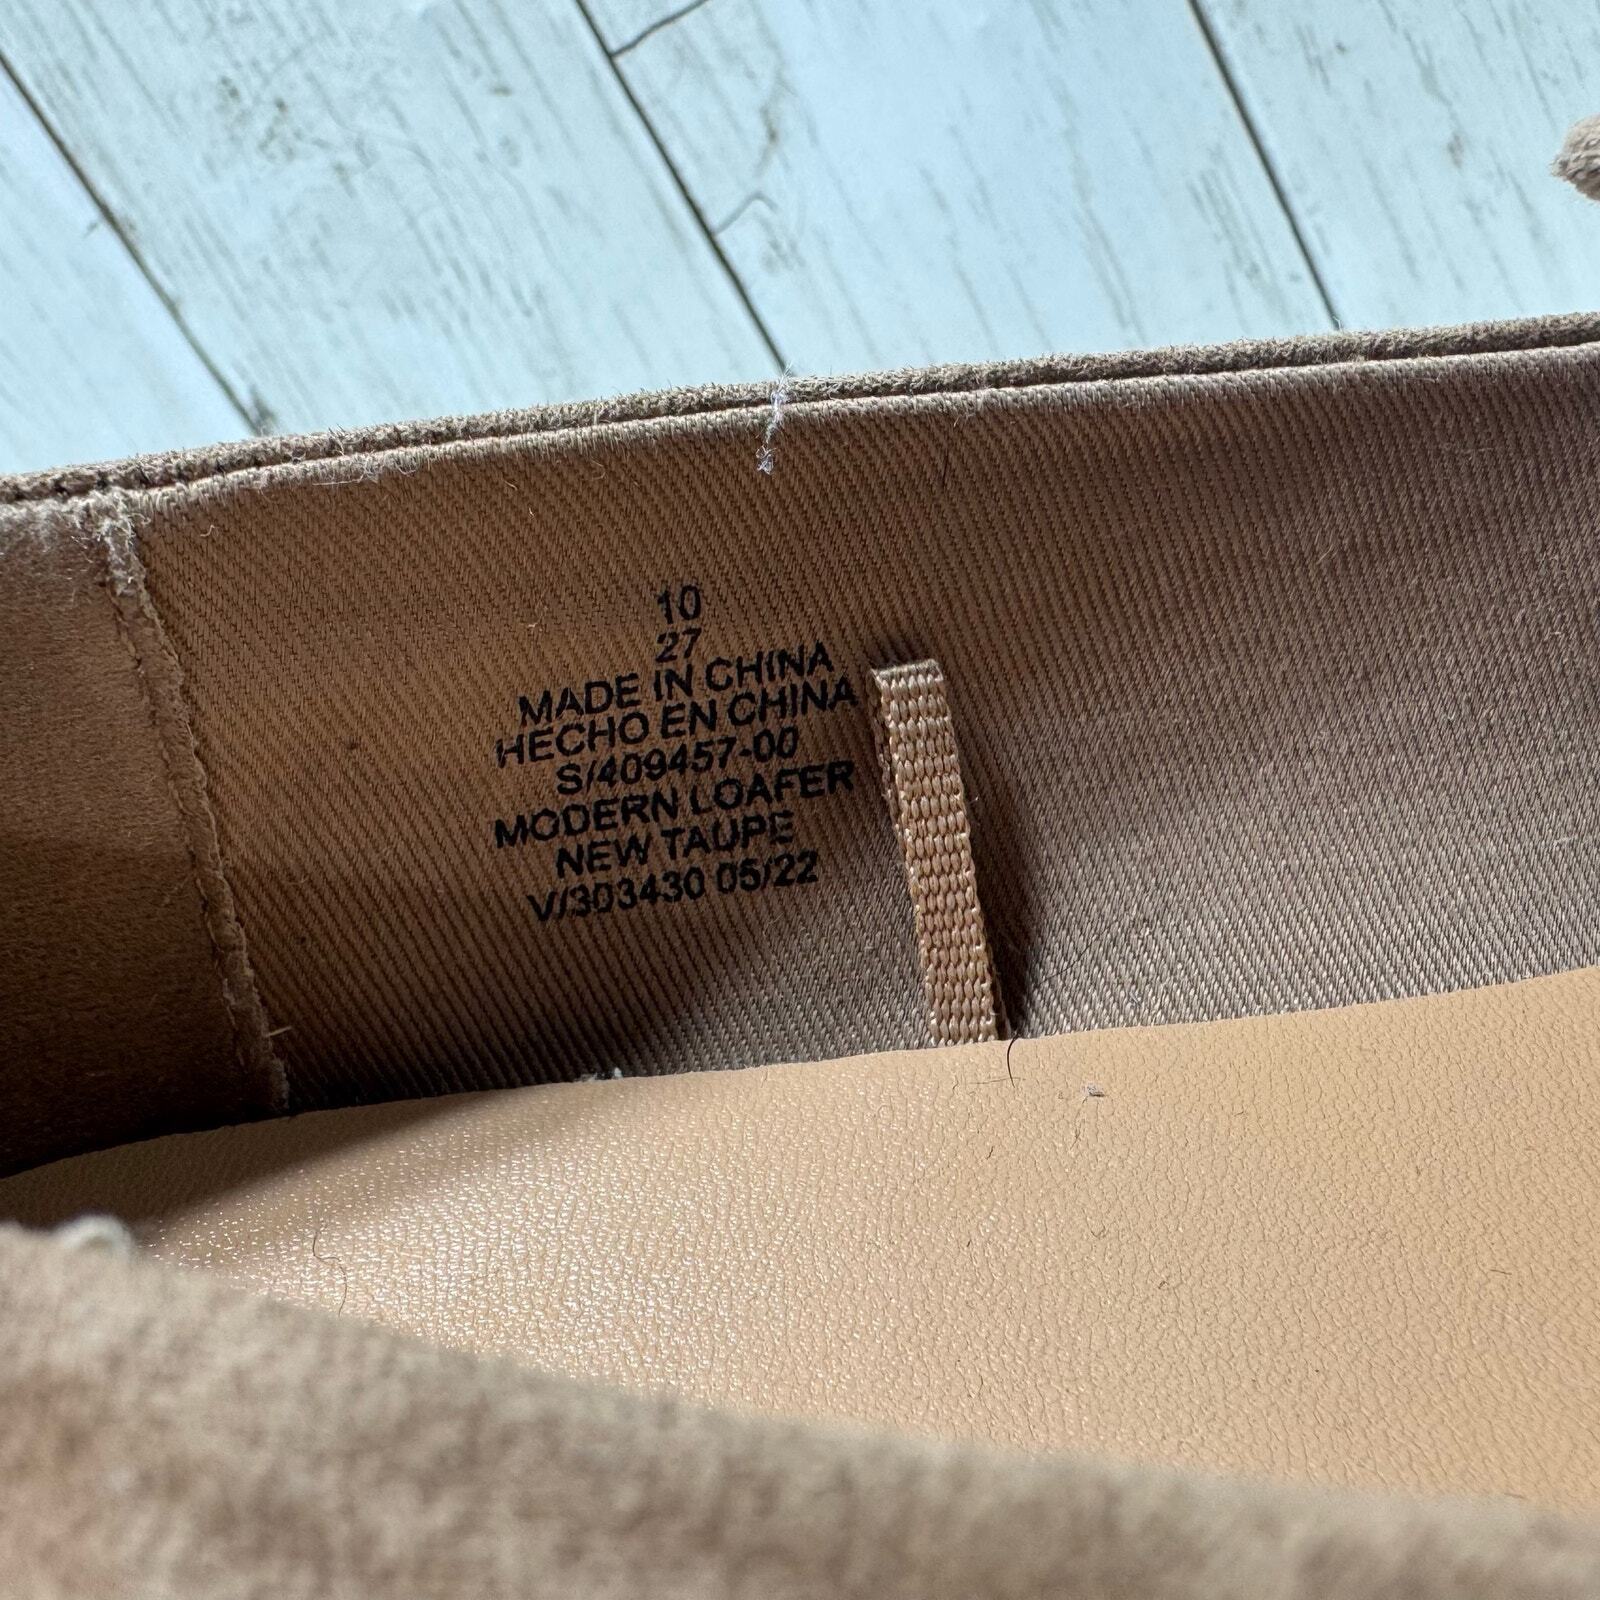 10
27
MADE IN CHINA
HECHO EN CHINA
S/409457-00
MODERN LOAFER
NEW TAUPE
V/303430 05/22